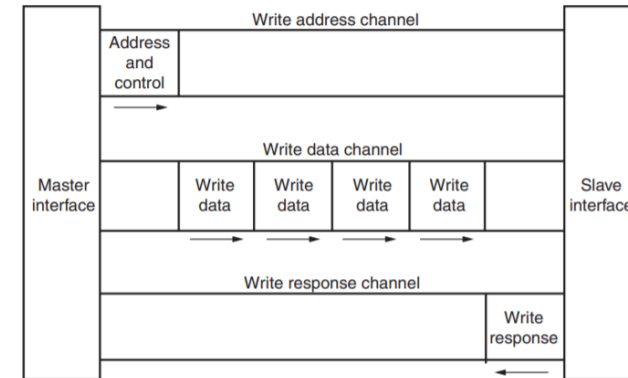 Write address channel
Address
and
control
Write data channel
Master
interface
Write
data
Write
data
Write
data
Write
data
Slave
interface
Write response channel
Write
response